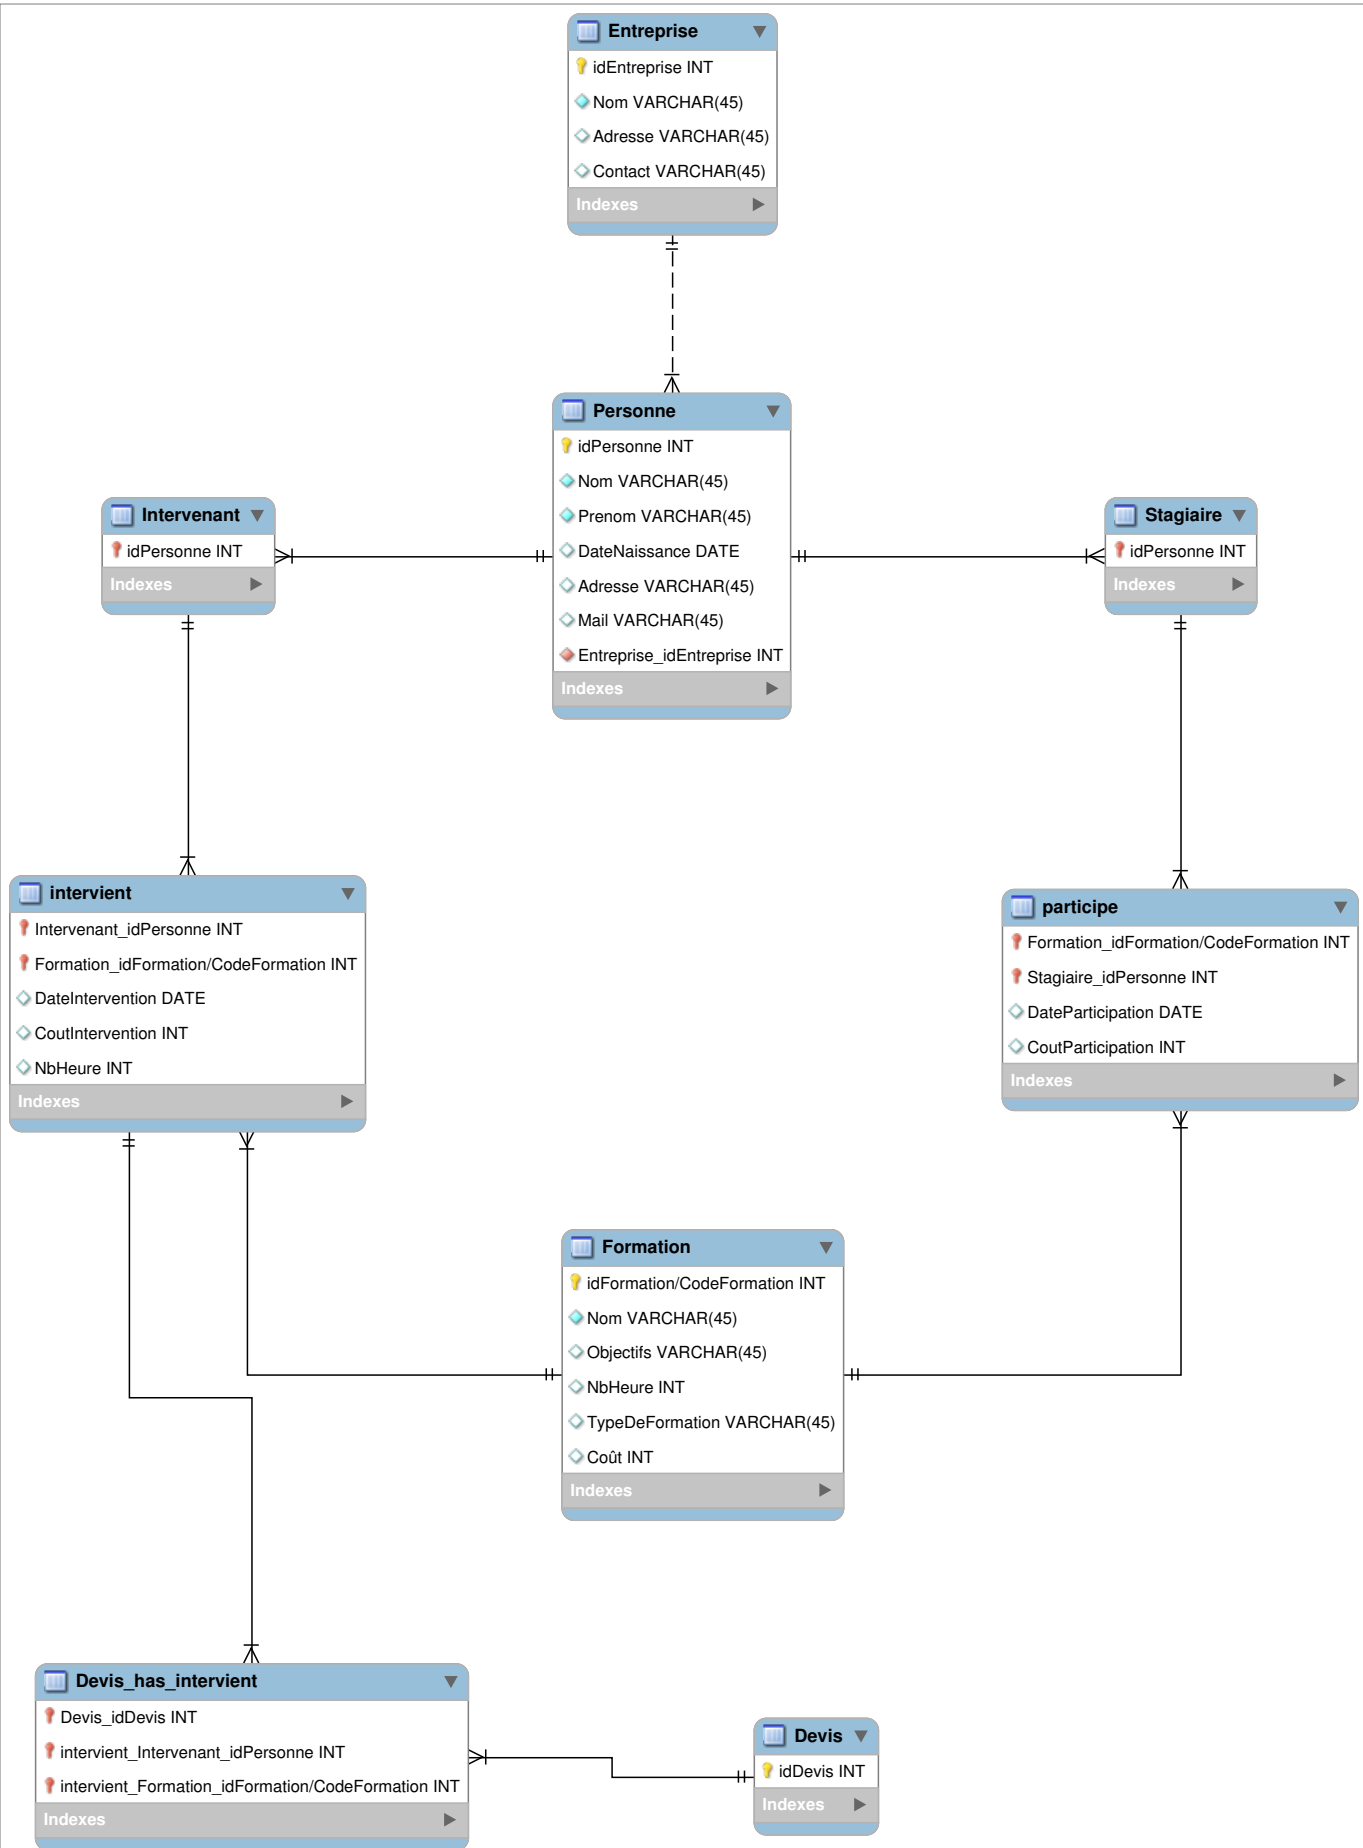 Entreprise
idEntreprise INT
Nom VARCHAR(45)
Adresse VARCHAR(45)
Contact VARCHAR(45)
Indexes
Personne
idPersonne INT
Nom VARCHAR(45)
Prenom VARCHAR(45)
DateNaissance DATE
Adresse VARCHAR(45)
Mail VARCHAR(45)
Entreprise_idEntreprise INT
Indexes
Intervenant
idPersonne INT
Indexes
Stagiaire
idPersonne INT
Indexes
intervient
Intervenant_idPersonne INT
Formation_idFormation/CodeFormation INT
DateIntervention DATE
CoutIntervention INT
NbHeure INT
Indexes
participe
Formation_idFormation/CodeFormation INT
Stagiaire_idPersonne INT
DateParticipation DATE
CoutParticipation INT
Indexes
Formation
idFormation/CodeFormation INT
Nom VARCHAR(45)
Objectifs VARCHAR(45)
NbHeure INT
TypeDeFormation VARCHAR(45)
Coût INT
Indexes
Devis_has_intervient
Devis_idDevis INT
intervient_Intervenant_idPersonne INT
intervient_Formation_idFormation/CodeFormation INT
Indexes
Devis
idDevis INT
Indexes